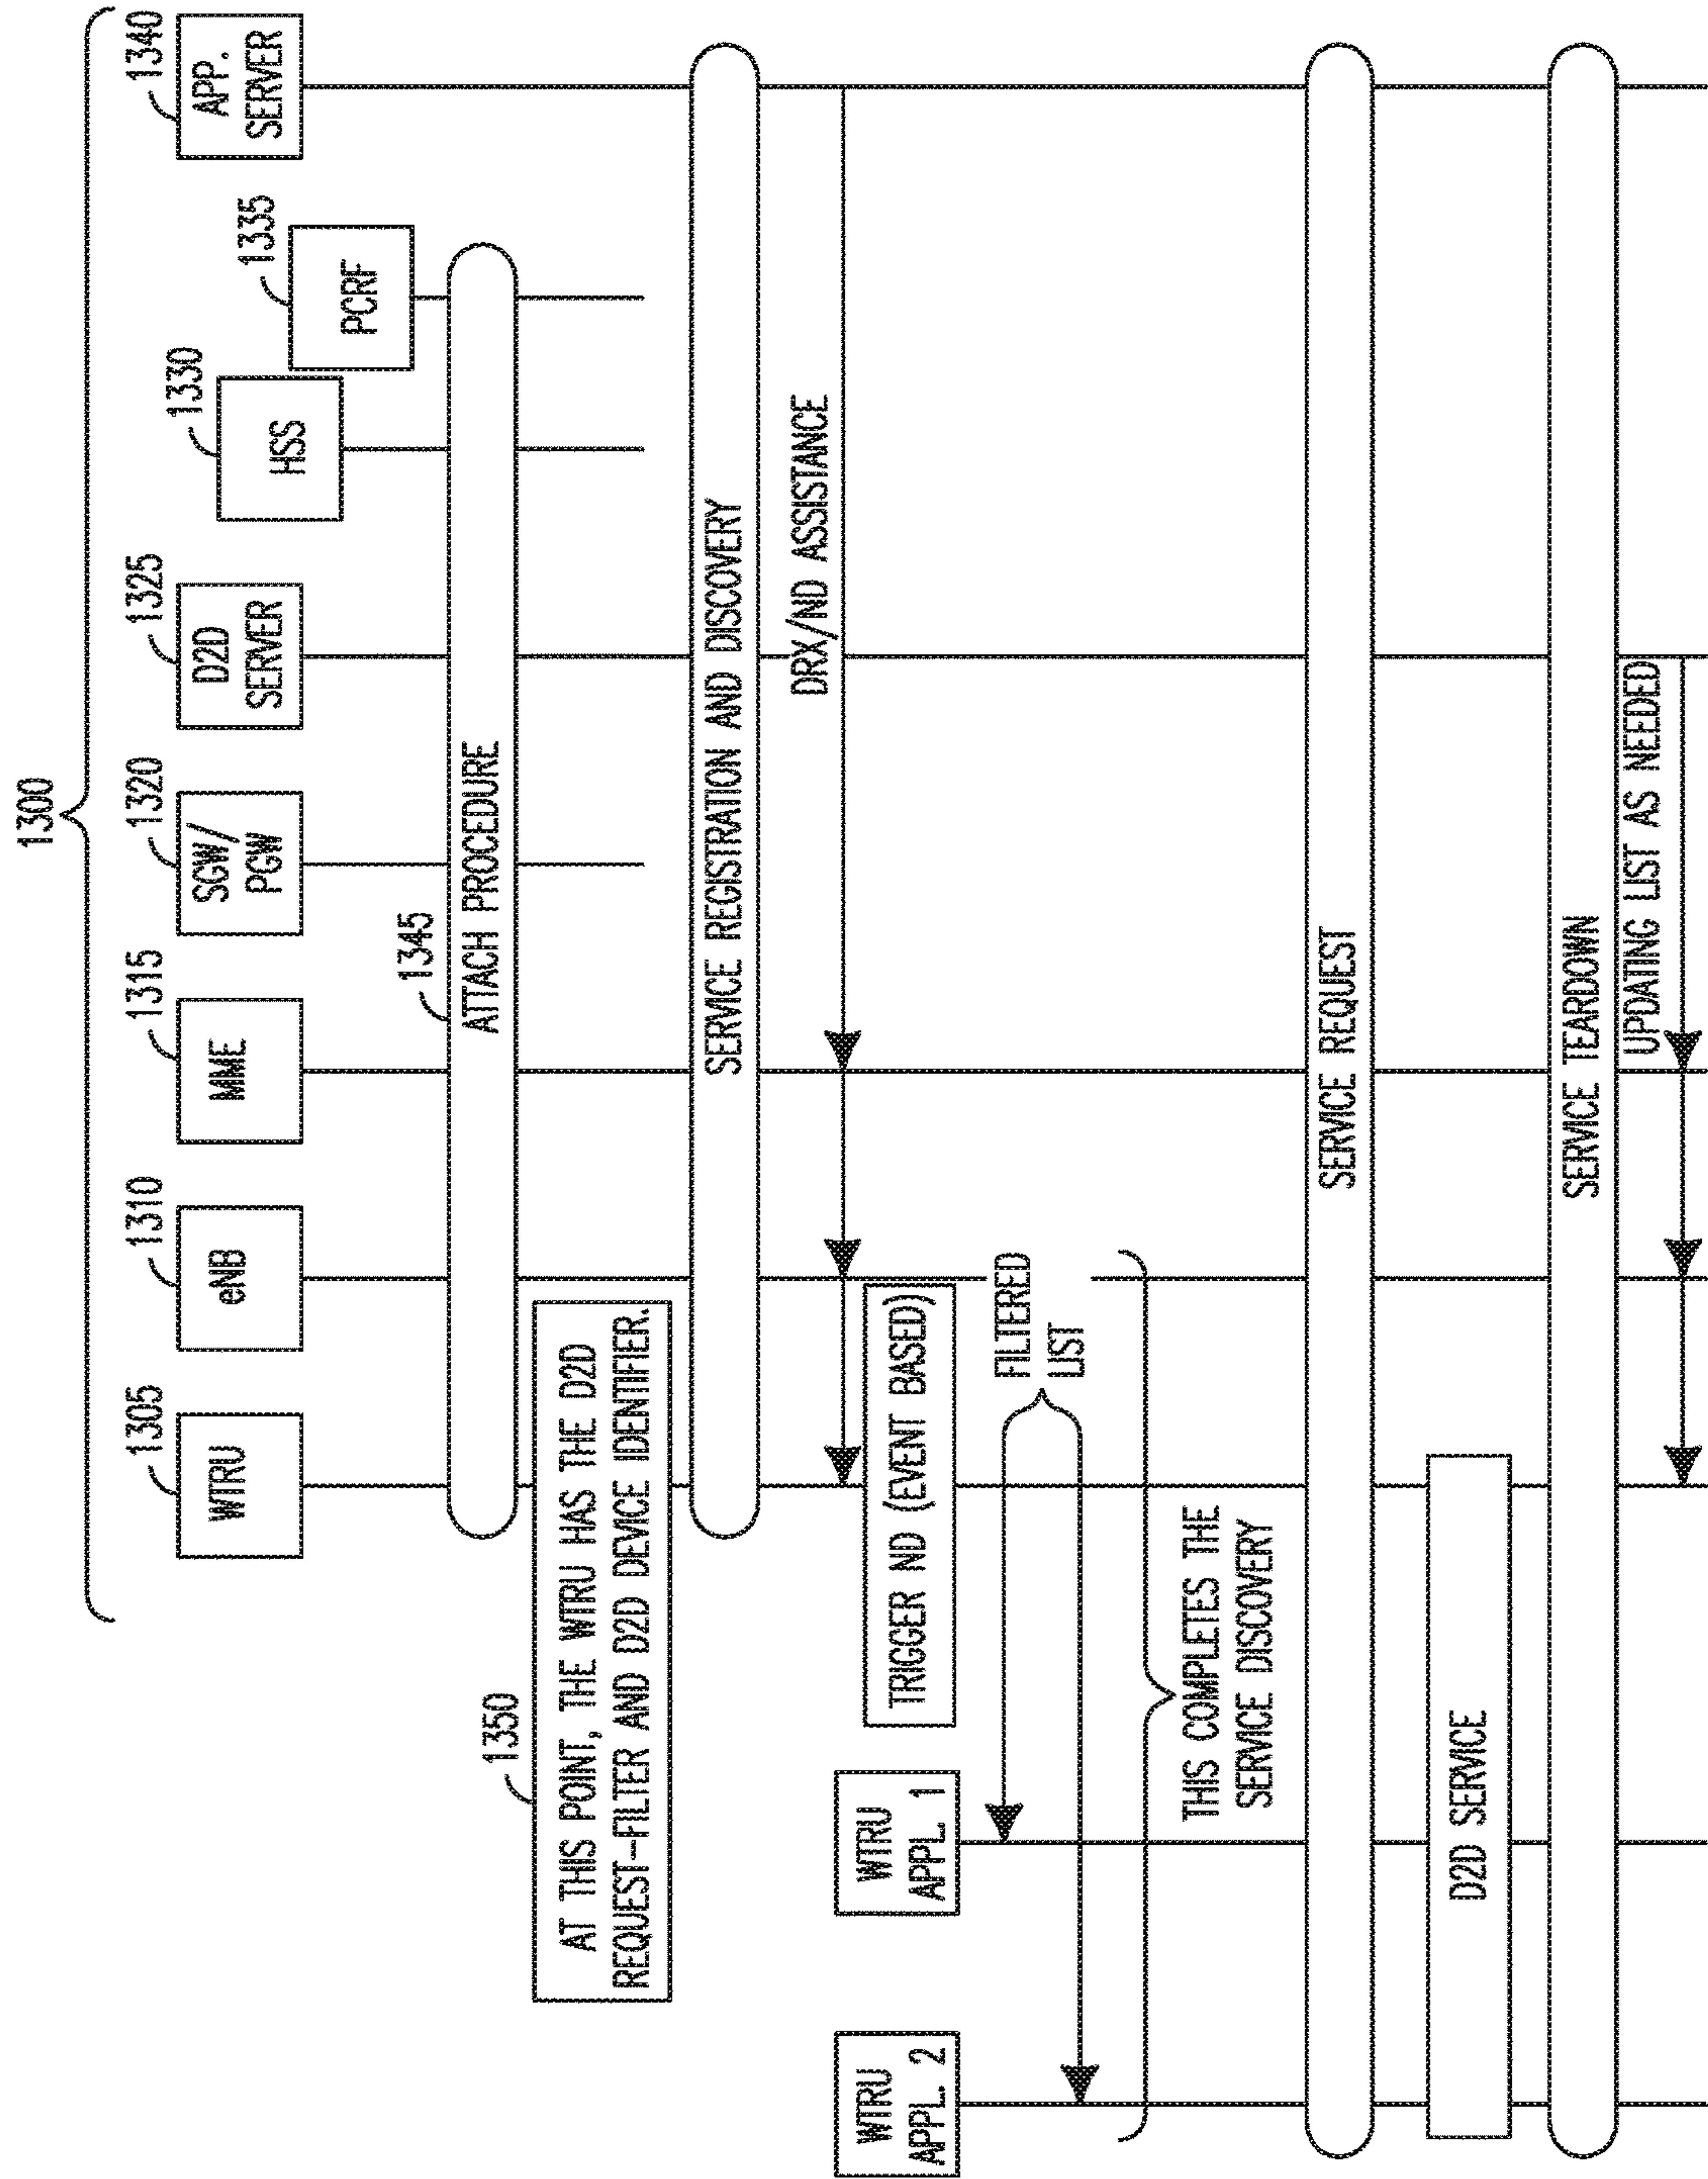 1300
1305
1310
1315
1320
1325
1330
1335
1340
WTRU
eNB
MME
SGW/
PGW
D2D
SERVER
HSS
PCRF
APP.
SERVER
1345
ATTACH PROCEDURE
1350
AT THIS POINT, THE WTRU HAS THE D2D
REQUEST-FILTER AND D2D DEVICE IDENTIFIER.
SERVICE REGISTRATION AND DISCOVERY
DRX/ND ASSISTANCE
WTRU
APPL. 2
WTRU
APPL. 1
TRIGGER ND (EVENT BASED)
FILTERED
LIST
THIS COMPLETES THE
SERVICE DISCOVERY
SERVICE REQUEST
D2D SERVICE
SERVICE TEARDOWN
UPDATING LIST AS NEEDED